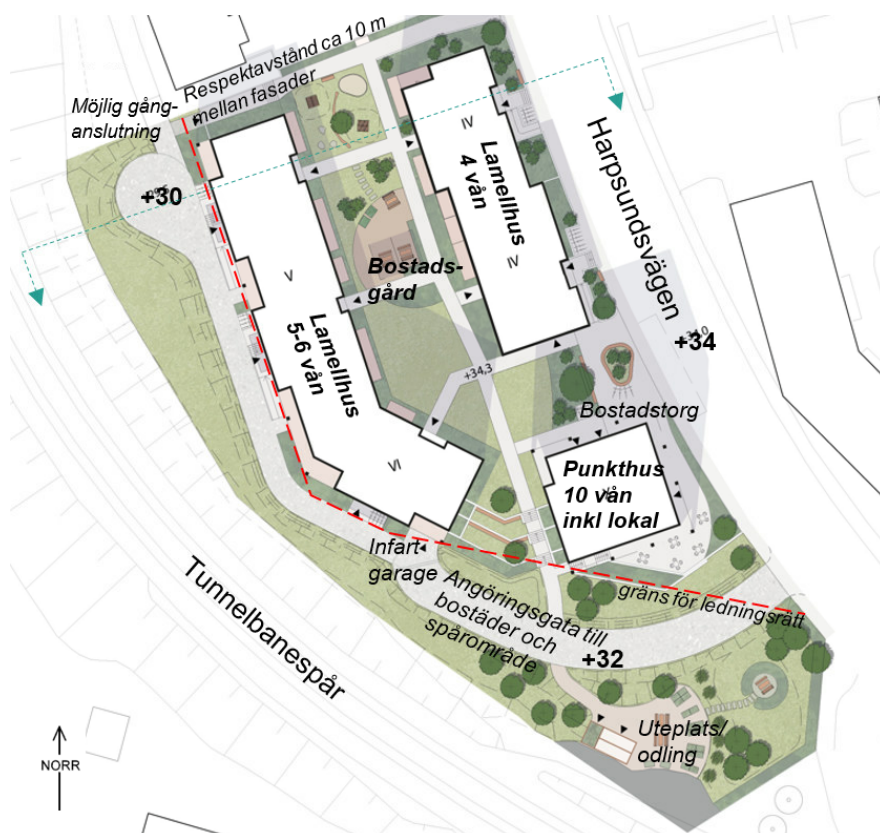 Respektavstånd ca 10 m
mellan fasader
Möjlig gång-
anslutning
+30
IV
Lamellhus
4 vån
IV
Harpsundsvägen
V
Lamellhus
5-6 vån
VI
Bostads-
gård
+34
+34,3
Bostadstorg
Punkthus
10 vån
inkl lokal
Infart
garage
Angöringsgata till
bostäder och
spårområde
gräns för ledningsrätt
+32
Tunnelbanespår
Uteplats/
odling
NORR